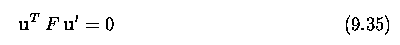 u^T F u' = 0 (9.35)